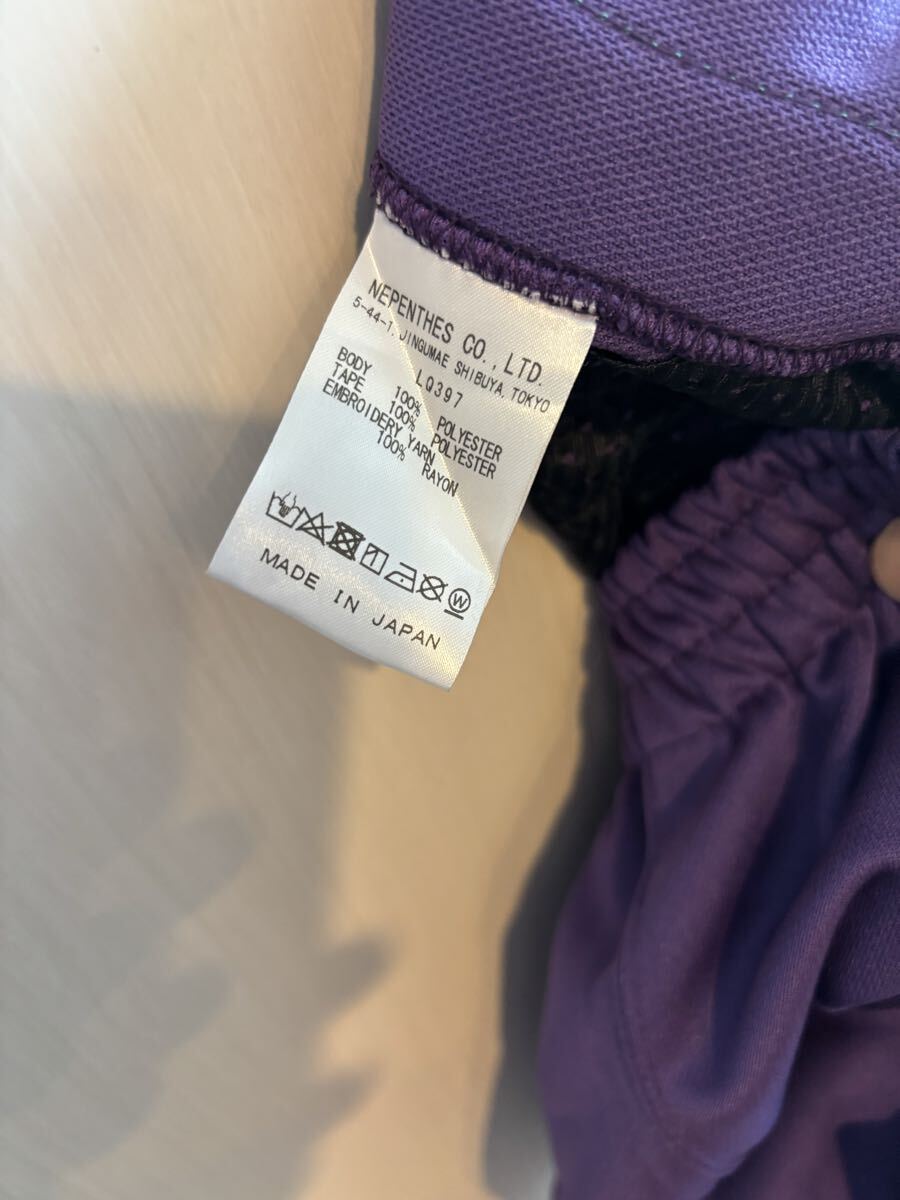 NEPENTHES CO., LTD.
5-44-1, JINGUMAE SHIBUYA, TOKYO
LQ397
BODY
100% POLYESTER
TAPE
100% POLYESTER
EMBROIDERY YARN
100% RAYON
W
MADE IN JAPAN